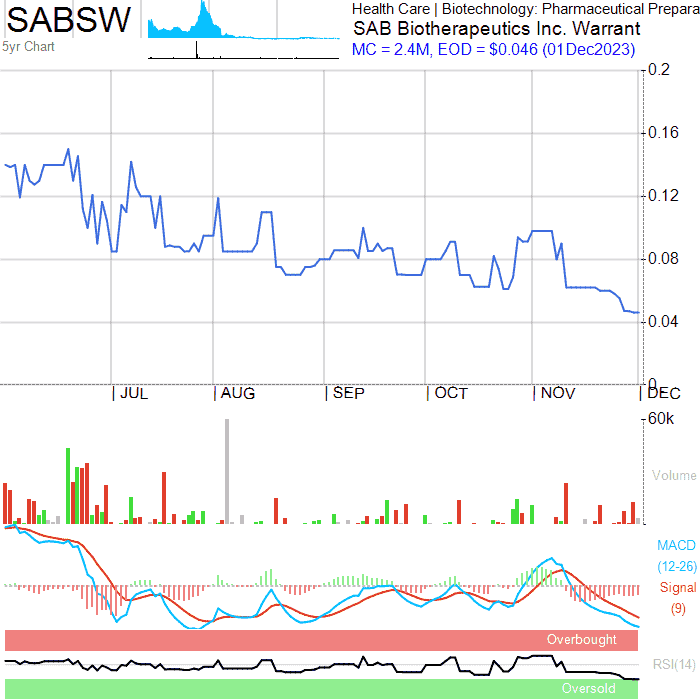 SABSW
5yr Chart
Health Care | Biotechnology: Pharmaceutical Prepara
SAB Biotherapeutics Inc. Warrant
MC = 2.4M, EOD = $0.046 (01Dec2023)
0.2
0.16
0.12
0.08
0.04
0
JUL
AUG
SEP
OCT
NOV
DEC
60k
Volume
MACD
(12-26)
Signal
(9)
Overbought
RSI(14)
Oversold